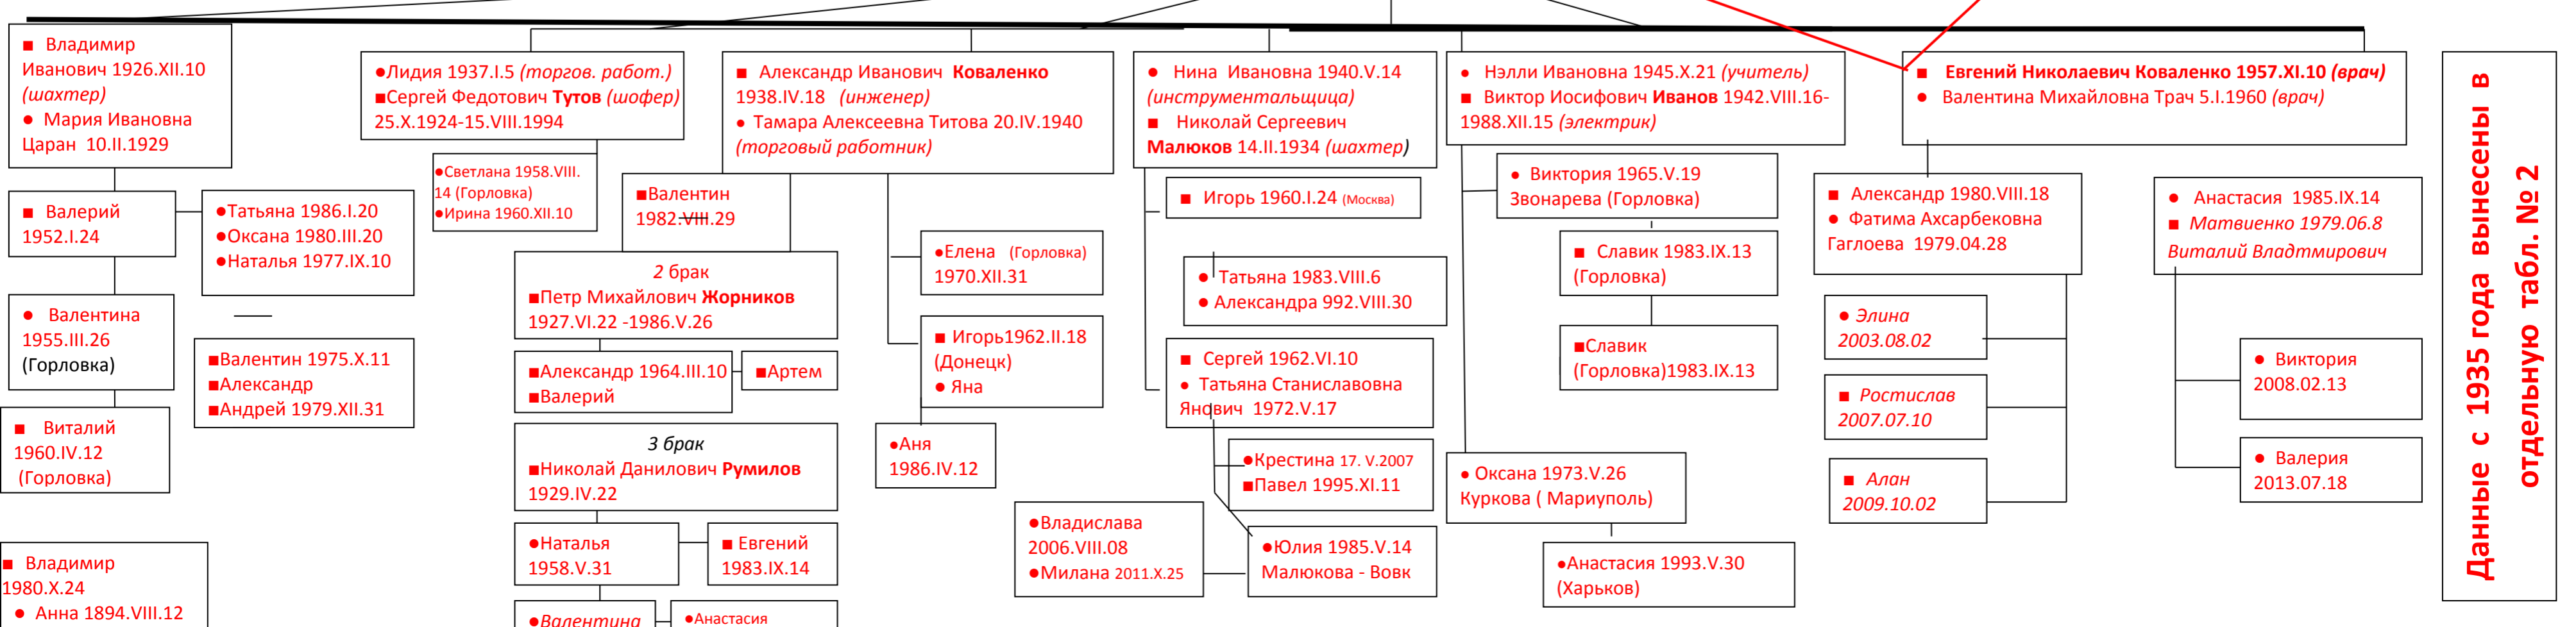 ■ Владимир
Иванович 1926.XII.10
(шахтер)
● Мария Ивановна
Царан 10.II.1929
■ Валерий
1952.I.24
●Татьяна 1986.I.20
●Оксана 1980.III.20
●Наталья 1977.IX.10
● Валентина
1955.III.26
(Горловка)
■Валентин 1975.X.11
■Александр
■Андрей 1979.XII.31
■ Виталий
1960.IV.12
(Горловка)
■ Владимир
1980.X.24
● Анна 1894.VIII.12
●Лидия 1937.I.5 (торгов. работ.)
■Сергей Федотович Тутов (шофер)
25.X.1924-15.VIII.1994
●Светлана 1958.VIII.
14 (Горловка)
●Ирина 1960.XII.10
■Валентин
1982.VIII.29
2 брак
■Петр Михайлович Жорников
1927.VI.22 -1986.V.26
■Александр 1964.III.10
■Валерий
■Артем
3 брак
■Николай Данилович Румилов
1929.IV.22
●Наталья
1958.V.31
■ Евгений
1983.IX.14
●Валентина
●Анастасия
■ Александр Иванович Коваленко
1938.IV.18 (инженер)
● Тамара Алексеевна Титова 20.IV.1940
(торговый работник)
●Елена (Горловка)
1970.XII.31
■ Игорь1962.II.18
(Донецк)
● Яна
●Аня
1986.IV.12
● Нина Ивановна 1940.V.14
(инструментальщица)
■ Николай Сергеевич
Малюков 14.II.1934 (шахтер)
■ Игорь 1960.I.24 (Москва)
● Татьяна 1983.VIII.6
● Александра 992.VIII.30
■ Сергей 1962.VI.10
● Татьяна Станиславовна
Янович 1972.V.17
●Крестина 17. V.2007
■Павел 1995.XI.11
●Владислава
2006.VIII.08
●Милана 2011.X.25
●Юлия 1985.V.14
Малюкова - Вовк
● Нэлли Ивановна 1945.X.21 (учитель)
■ Виктор Иосифович Иванов 1942.VIII.16-
1988.XII.15 (электрик)
● Виктория 1965.V.19
Звонарева (Горловка)
■ Славик 1983.IX.13
(Горловка)
■Славик
(Горловка)1983.IX.13
● Оксана 1973.V.26
Куркова ( Мариуполь)
●Анастасия 1993.V.30
(Харьков)
■ Евгений Николаевич Коваленко 1957.XI.10 (врач)
● Валентина Михайловна Трач 5.I.1960 (врач)
■ Александр 1980.VIII.18
● Фатима Ахсарбековна
Гаглоева 1979.04.28
● Элина
2003.08.02
■ Ростислав
2007.07.10
■ Алан
2009.10.02
● Анастасия 1985.IX.14
■ Матвиенко 1979.06.8
Виталий Владтмирович
● Виктория
2008.02.13
● Валерия
2013.07.18
Данные с 1935 года вынесены в
отдельную табл. № 2